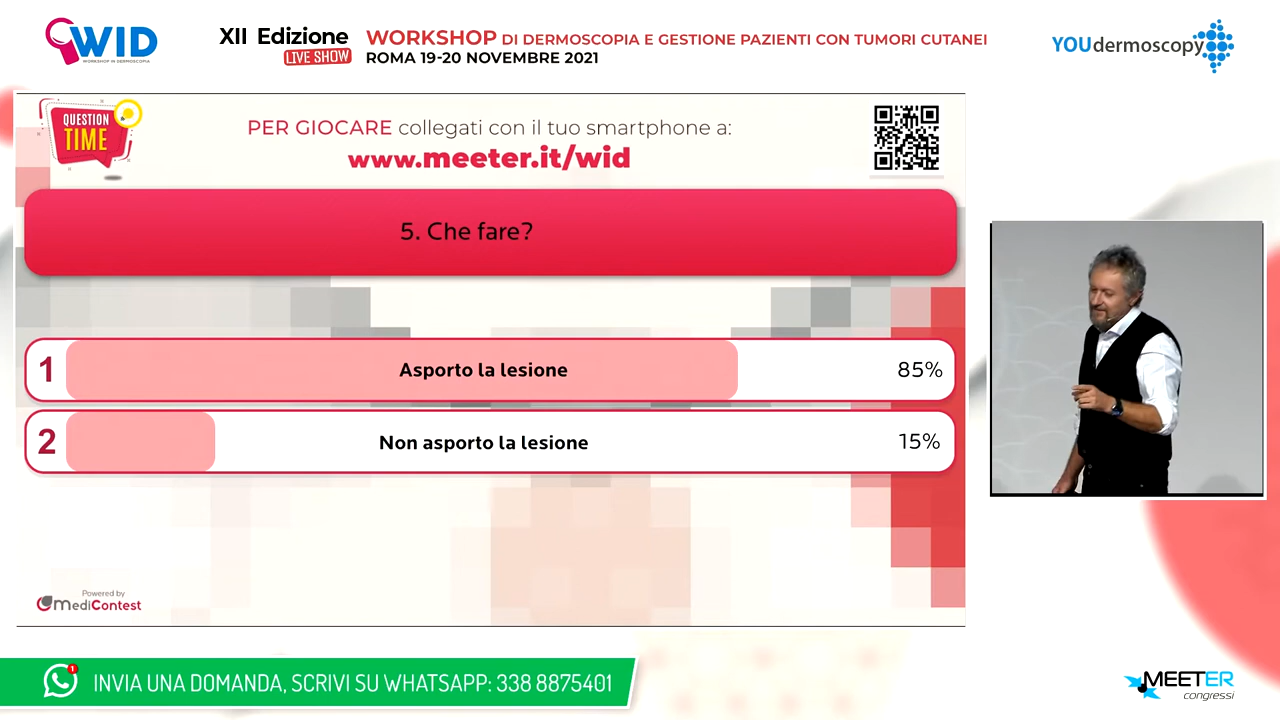 WID
WORKSHOP IN DERMOSCOPIA
XII Edizione
LIVE SHOW
WORKSHOP DI DERMOSCOPIA E GESTIONE PAZIENTI CON TUMORI CUTANEI
ROMA 19-20 NOVEMBRE 2021
YOUdermoscopy
QUESTION
TIME
PER GIOCARE collegati con il tuo smartphone a:
www.meeter.it/wid
5. Che fare?
1 Asporto la lesione 85%
2 Non asporto la lesione 15%
Powered by
mediContest
1
INVIA UNA DOMANDA, SCRIVI SU WHATSAPP: 338 8875401
MEETER
congressi